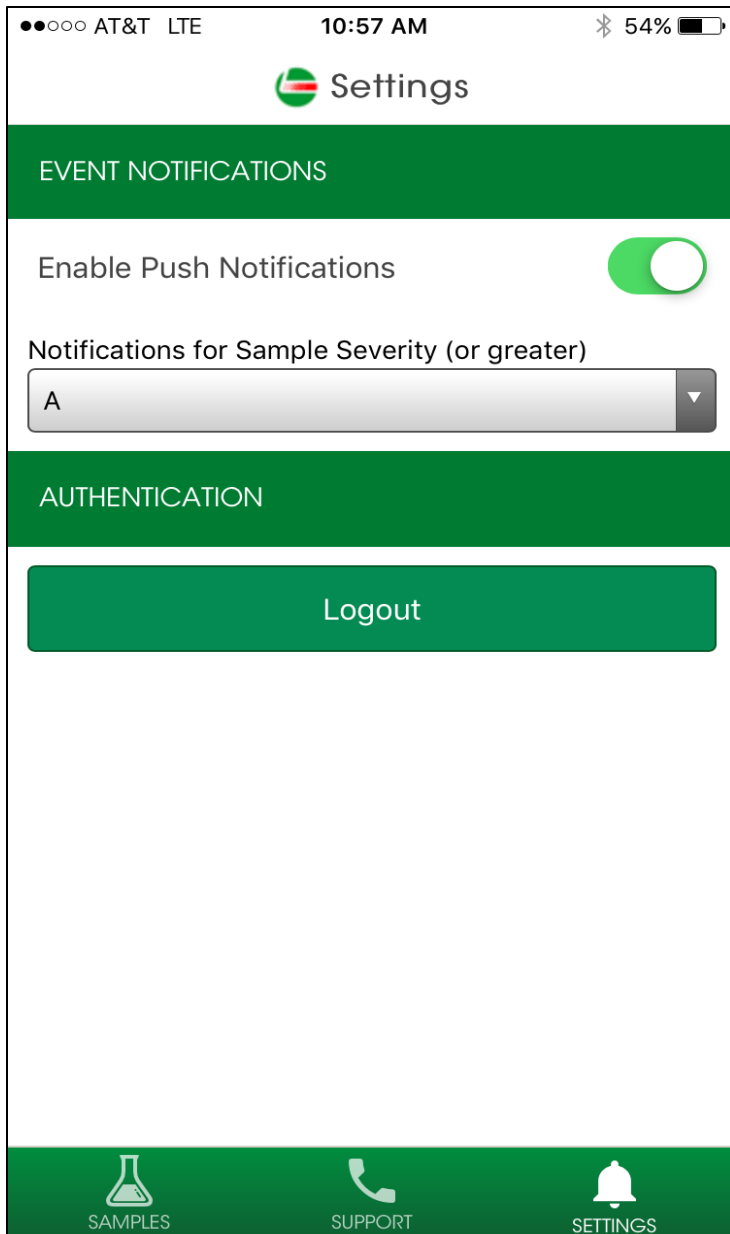 AT&T LTE 10:57 AM 54%
Settings
EVENT NOTIFICATIONS
Enable Push Notifications
Notifications for Sample Severity (or greater)
A
AUTHENTICATION
Logout
SAMPLES SUPPORT SETTINGS